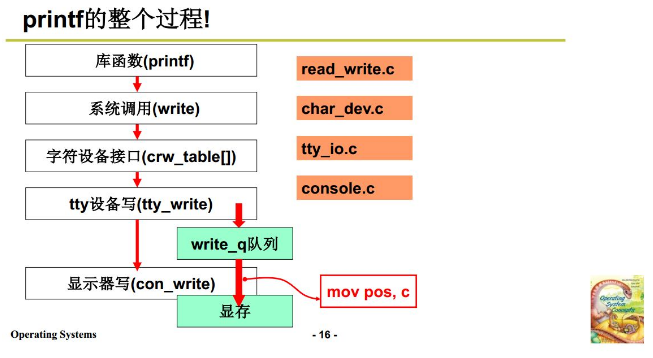 printf的整个过程!
库函数(printf)
系统调用(write)
字符设备接口(crw_table[])
tty设备写(tty_write)
write_q队列
显示器写(con_write)
显存
mov pos, c
read_write.c
char_dev.c
tty_io.c
console.c
Operating Systems
- 16 -
Operating
System
Concepts